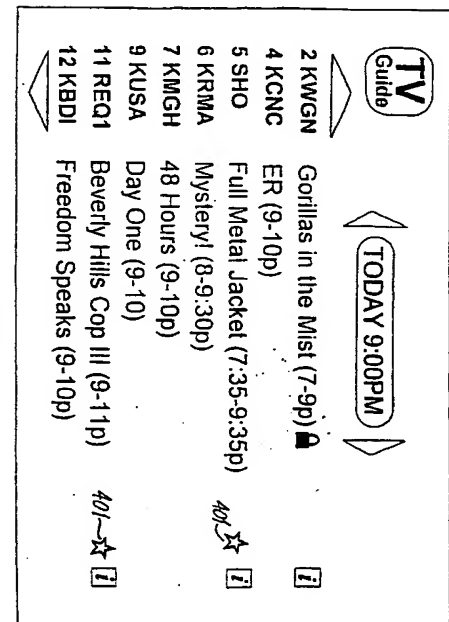 TV
Guide
TODAY 9:00PM
2 KWGN Gorillas in the Mist (7-9p) i
4 KCNC ER (9-10p)
5 SHO Full Metal Jacket (7:35-9:35p) 401 i
6 KRMA Mystery! (8-9:30p)
7 KMGH 48 Hours (9-10p)
9 KUSA Day One (9-10)
11 REQ1 Beverly Hills Cop III (9-11p) 401 i
12 KBDI Freedom Speaks (9-10p)